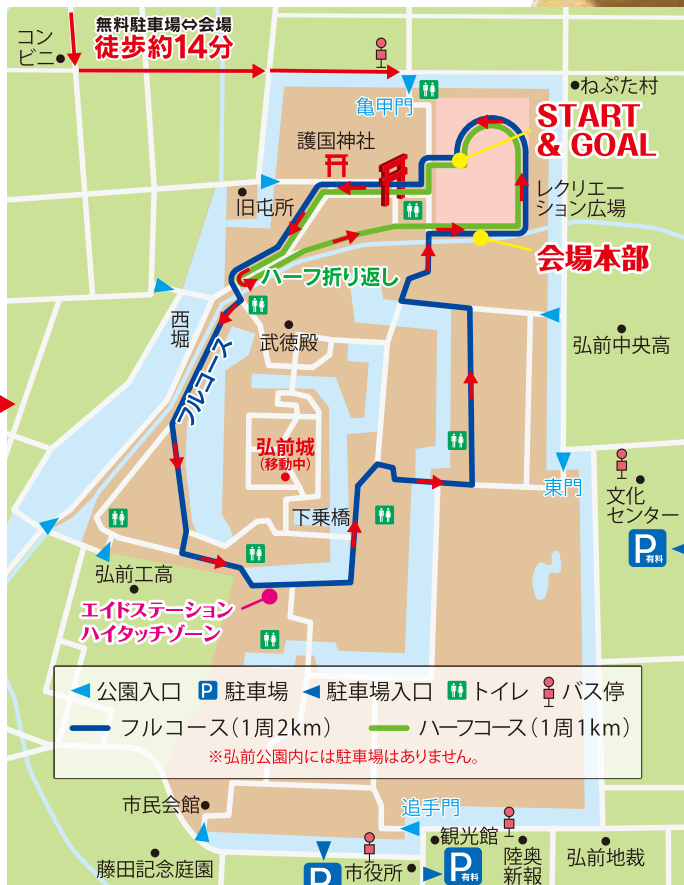 無料駐車場⇔会場
徒歩約14分
コン
ビニ
ねぷた村
亀甲門
START
& GOAL
護国神社
旧屯所
レクリエー
ション広場
会場本部
ハーフ折り返し
西
堀
武徳殿
弘前中央高
フルコース
弘前城
(移動中)
東門
文化
センター
P
有料
下乗橋
弘前工高
エイドステーション
ハイタッチゾーン
公園入口 P 駐車場 駐車場入口 トイレ バス停
フルコース(1周2km) ハーフコース(1周1km)
※弘前公園内には駐車場はありません。
市民会館
追手門
観光館
藤田記念庭園
P
市役所
P
有料
陸奥
新報
弘前地裁